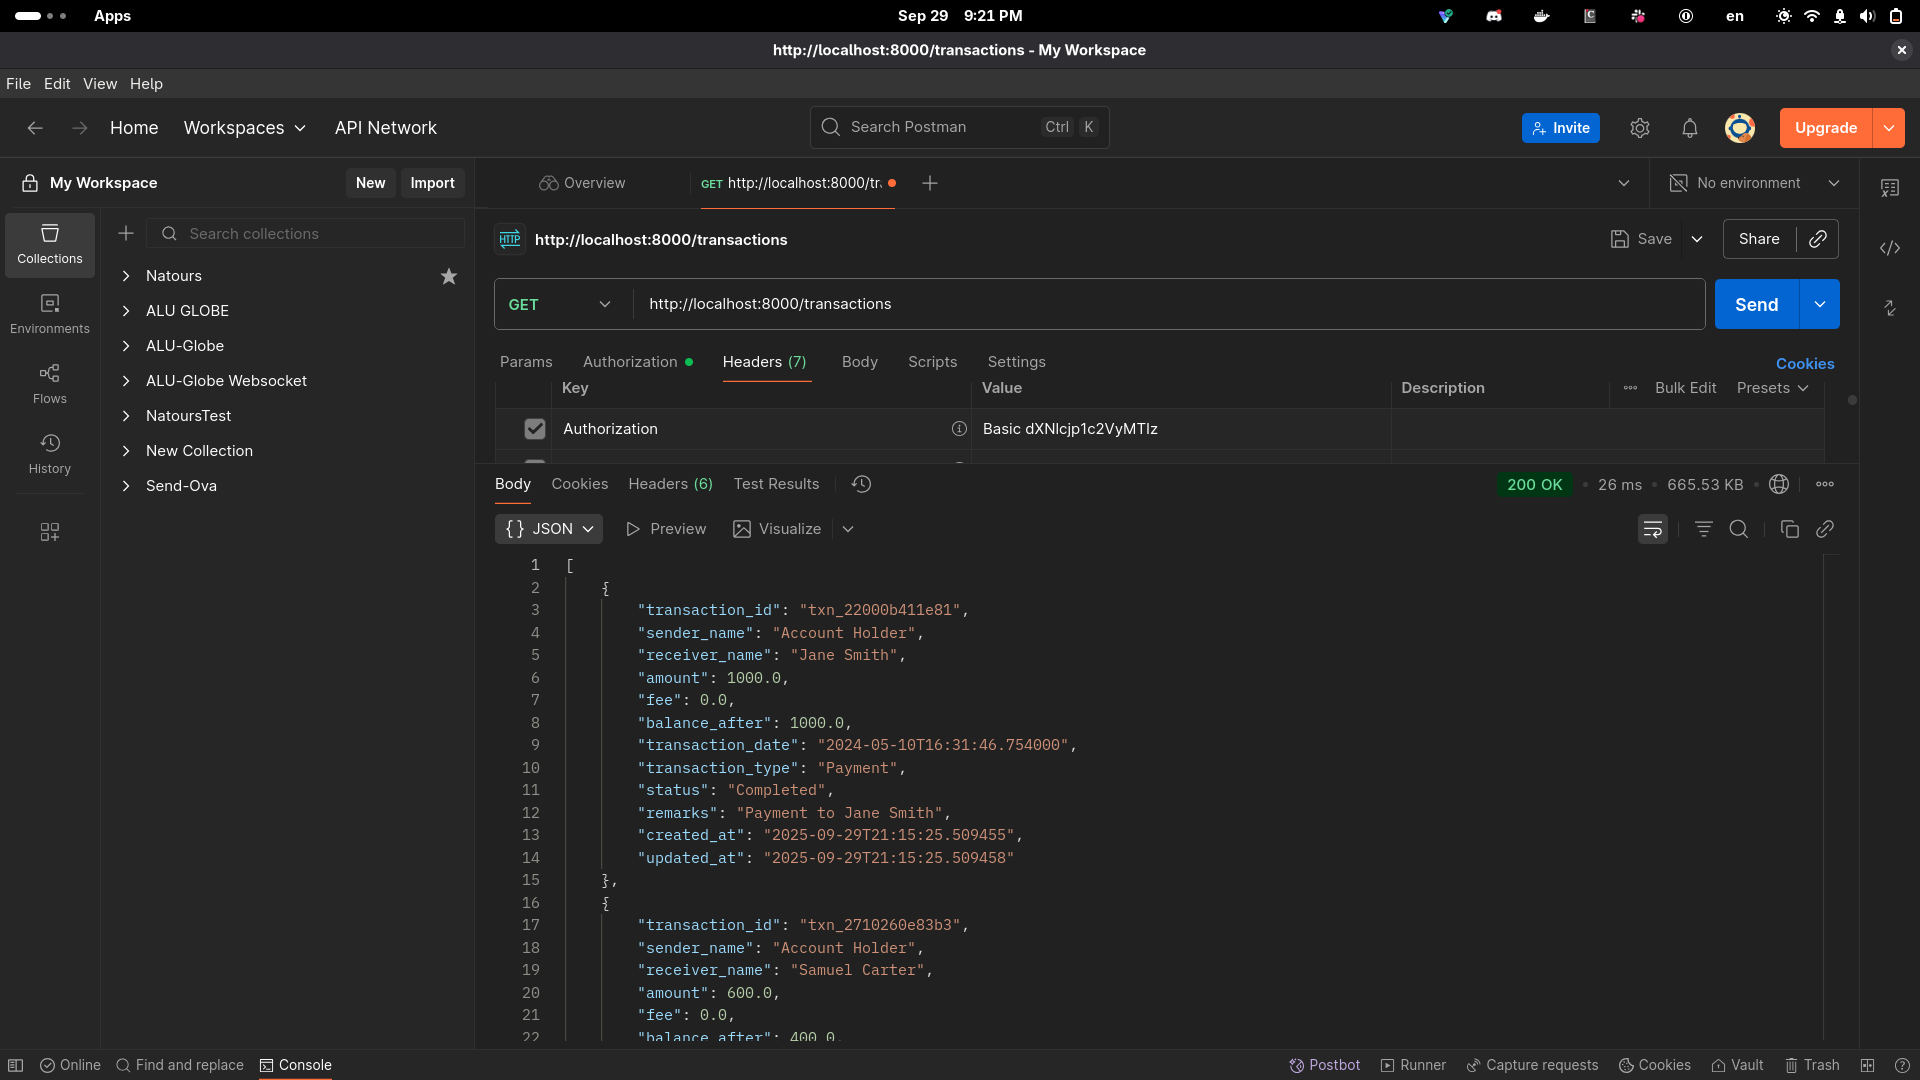 Apps
Sep 29 9:21 PM
en
http://localhost:8000/transactions - My Workspace
File Edit View Help
Home Workspaces API Network
Search Postman Ctrl K
Invite
Upgrade
My Workspace
New Import
Overview
GET http://localhost:8000/tr
No environment
Collections
Environments
Flows
History
Search collections
Natours
ALU GLOBE
ALU-Globe
ALU-Globe Websocket
NatoursTest
New Collection
Send-Ova
HTTP http://localhost:8000/transactions
Save Share
GET http://localhost:8000/transactions
Send
Params Authorization Headers (7) Body Scripts Settings
Cookies
Key Value Description Bulk Edit Presets
Authorization Basic dXNlcjp1c2VyMTIz
Body Cookies Headers (6) Test Results
200 OK 26 ms 665.53 KB
{} JSON Preview Visualize
1 [
2 {
3 "transaction_id": "txn_22000b411e81",
4 "sender_name": "Account Holder",
5 "receiver_name": "Jane Smith",
6 "amount": 1000.0,
7 "fee": 0.0,
8 "balance_after": 1000.0,
9 "transaction_date": "2024-05-10T16:31:46.754000",
10 "transaction_type": "Payment",
11 "status": "Completed",
12 "remarks": "Payment to Jane Smith",
13 "created_at": "2025-09-29T21:15:25.509455",
14 "updated_at": "2025-09-29T21:15:25.509458"
15 },
16 {
17 "transaction_id": "txn_2710260e83b3",
18 "sender_name": "Account Holder",
19 "receiver_name": "Samuel Carter",
20 "amount": 600.0,
21 "fee": 0.0,
22 "balance_after": 400.0,
Online Find and replace Console
Postbot Runner Capture requests Cookies Vault Trash